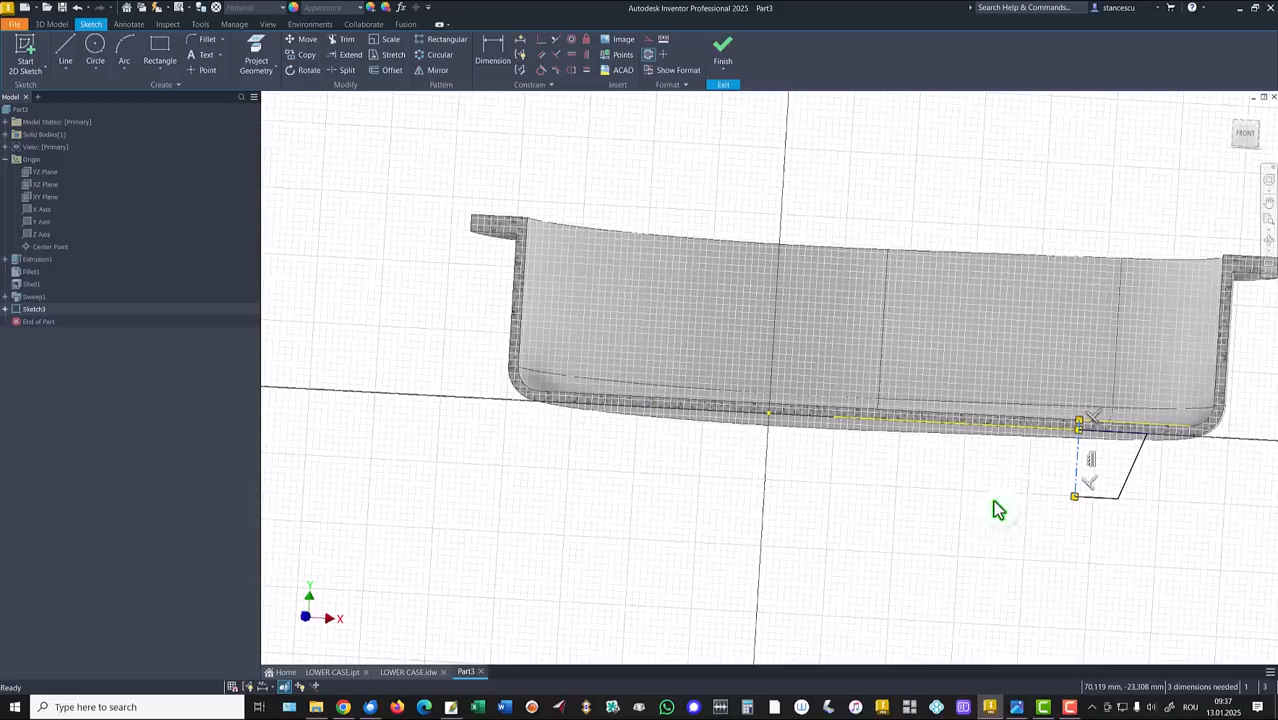 Material
Appearance
Autodesk Inventor Professional 2025 Part3
Search Help & Commands...
stancescu
File 3D Model Sketch Annotate Inspect Tools Manage View Environments Collaborate Fusion
Start 2D Sketch
Line
Circle
Arc
Rectangle
Fillet
Text
Point
Project Geometry
Move
Copy
Rotate
Trim
Extend
Split
Scale
Stretch
Offset
Rectangular
Circular
Mirror
Dimension
Image
Points
ACAD
Show Format
Finish
Sketch Create Modify Pattern Constrain Insert Format Exit
Model
Part3
Model States: [Primary]
Solid Bodies(1)
View: [Primary]
Origin
YZ Plane
XZ Plane
XY Plane
X Axis
Y Axis
Z Axis
Center Point
Extrusion1
Fillet1
Shell1
Sweep1
Sketch3
End of Part
FRONT
Y
X
Home LOWER CASE.ipt LOWER CASE.idw Part3
Ready
70,119 mm, -23,308 mm 3 dimensions needed 1 3
Type here to search
ROU
09:37
13.01.2025